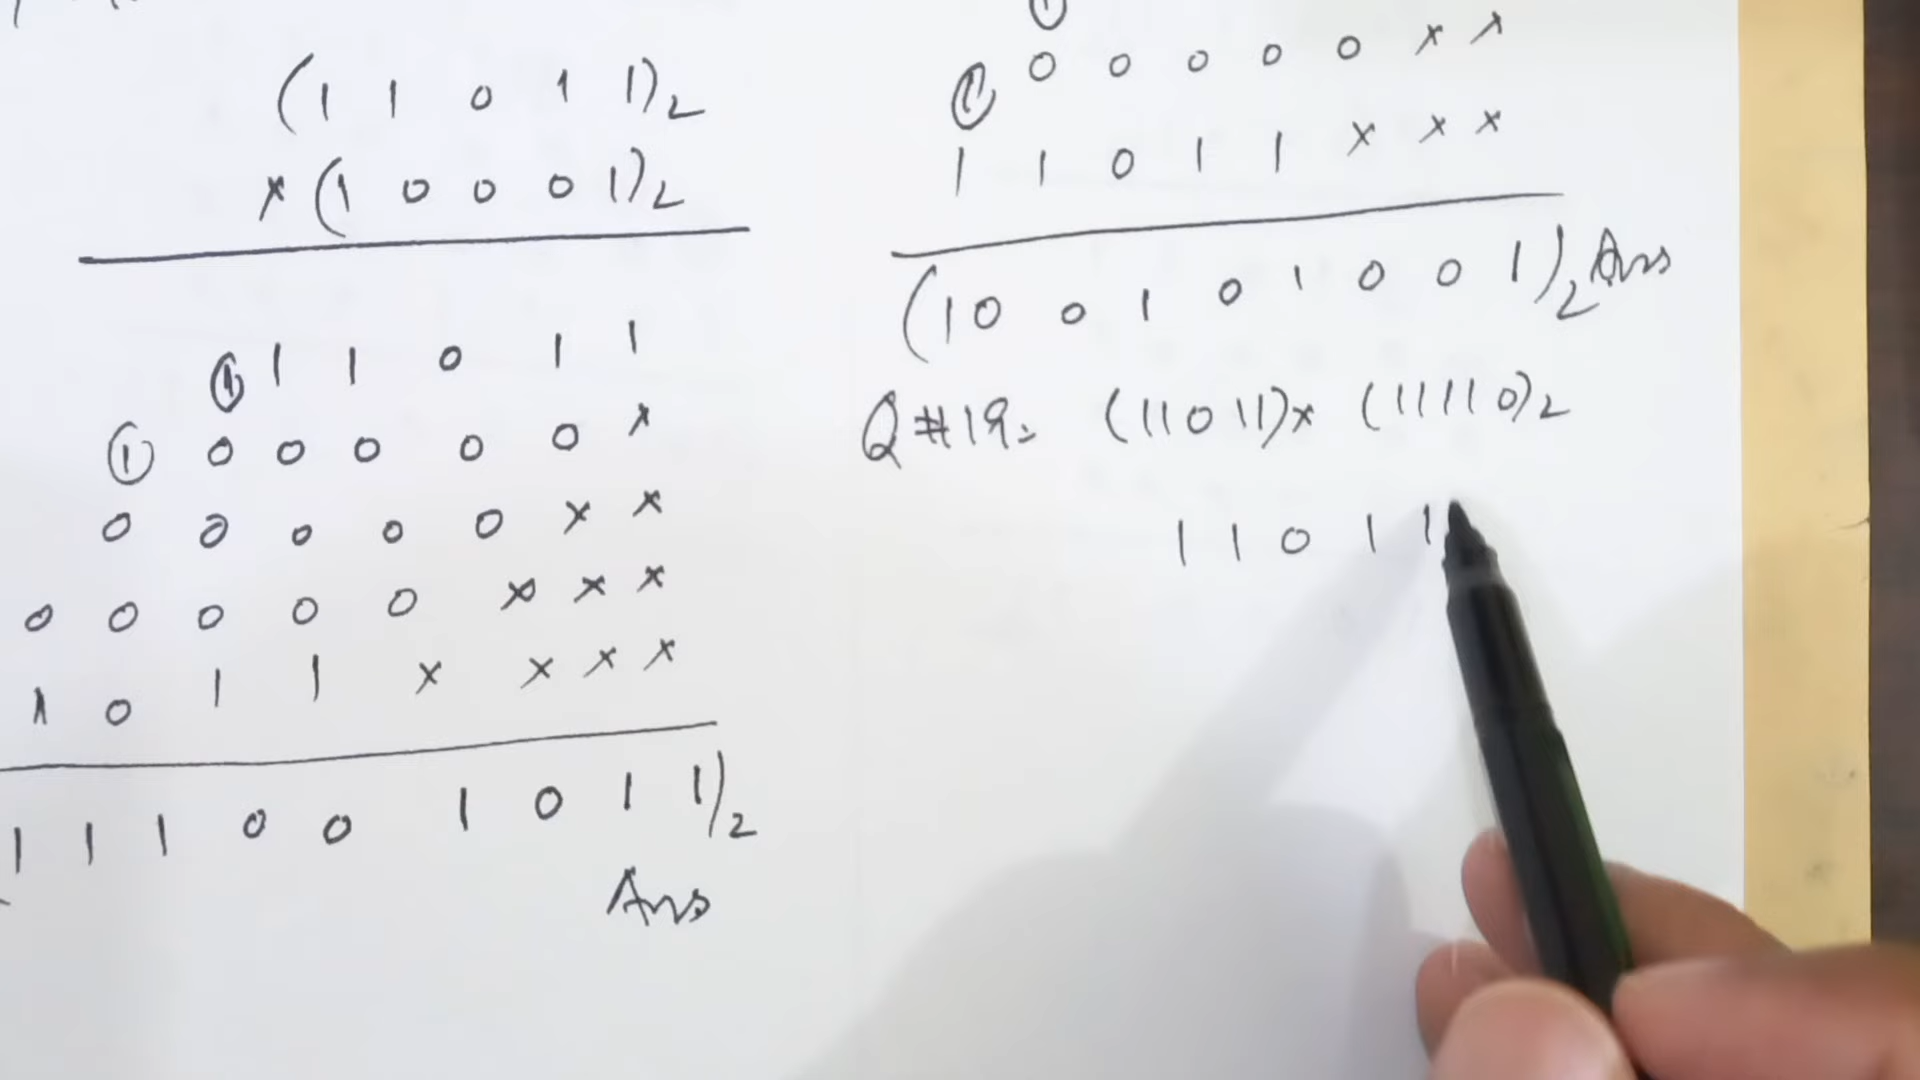 (1 1 0 1 1)2
x (1 0 0 0 1)2
① 1 1 0 1 1
① 0 0 0 0 0 x
0 0 0 0 0 x x
0 0 0 0 0 x x x
1 0 1 1 x x x x
1 1 1 0 0 1 0 1 1)2
Ans
①
① 0 0 0 0 0 x x
1 1 0 1 1 x x x
(1 0 0 1 0 1 0 0 1)2 Ans
Q #19. (11011)x (11110)2
1 1 0 1 1